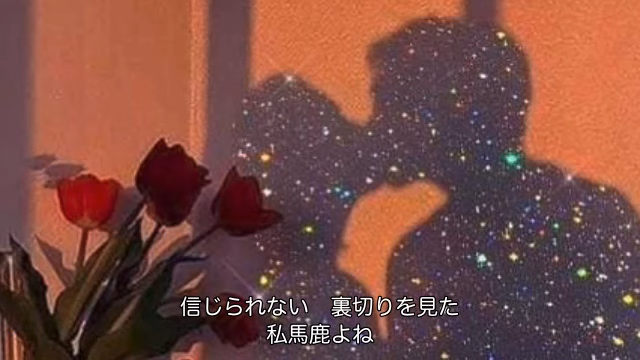 信じられない　裏切りを見た
私馬鹿よね